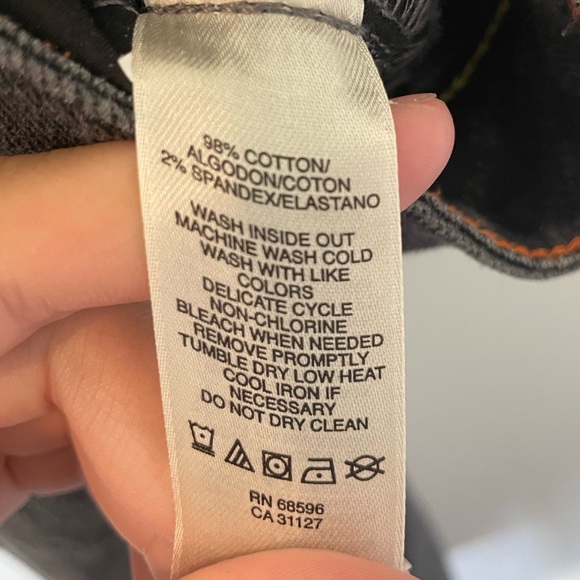 98% COTTON/
ALGODON/COTON
2% SPANDEX/ELASTANO
WASH INSIDE OUT
MACHINE WASH COLD
WASH WITH LIKE
COLORS
DELICATE CYCLE
NON-CHLORINE
BLEACH WHEN NEEDED
REMOVE PROMPTLY
TUMBLE DRY LOW HEAT
COOL IRON IF
NECESSARY
DO NOT DRY CLEAN
RN 68596
CA 31127